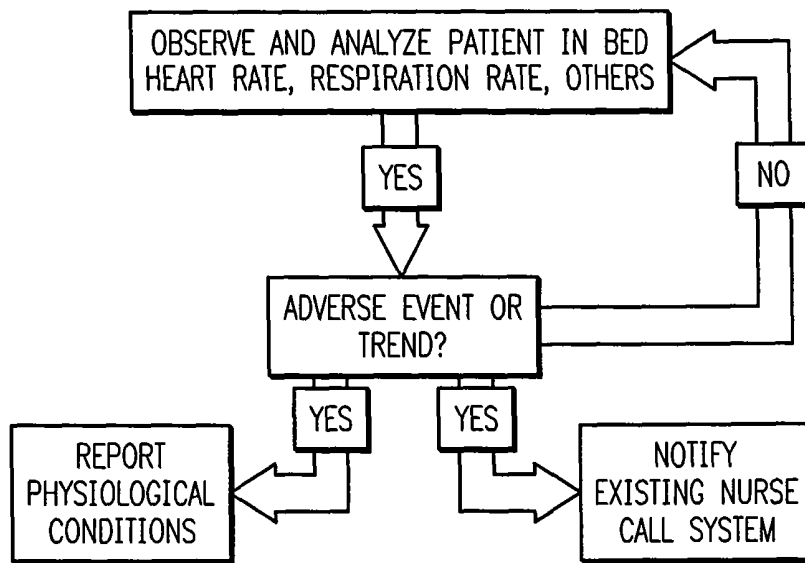 OBSERVE AND ANALYZE PATIENT IN BED
HEART RATE, RESPIRATION RATE, OTHERS
YES
NO
ADVERSE EVENT OR
TREND?
YES
YES
REPORT
PHYSIOLOGICAL
CONDITIONS
NOTIFY
EXISTING NURSE
CALL SYSTEM